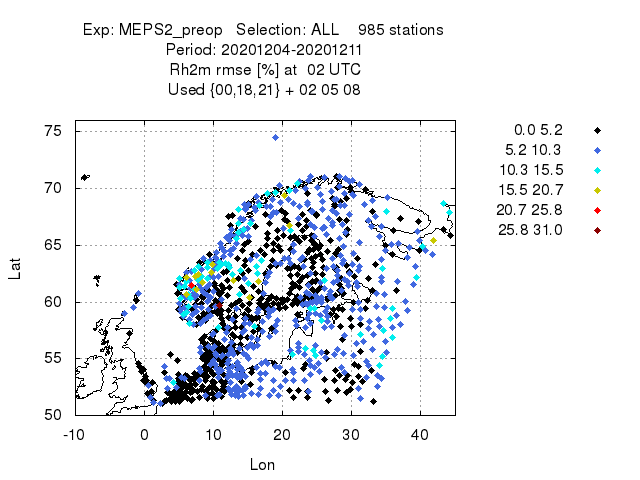 Exp: MEPS2_preop Selection: ALL 985 stations
Period: 20201204-20201211
Rh2m rmse [%] at 02 UTC
Used {00,18,21} + 02 05 08
0.0 5.2
5.2 10.3
10.3 15.5
15.5 20.7
20.7 25.8
25.8 31.0
75
70
65
60
55
50
Lat
-10 0 10 20 30 40
Lon